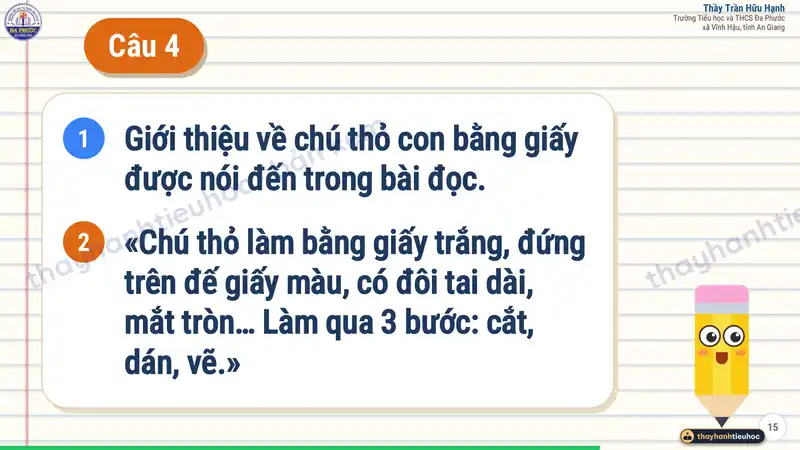 Thầy Trần Hữu Hạnh
Trường Tiểu học và THCS Đa Phước
xã Vĩnh Hậu, tỉnh An Giang
ĐA PHƯỚC
Câu 4
1
Giới thiệu về chú thỏ con bằng giấy
được nói đến trong bài đọc.
2
«Chú thỏ làm bằng giấy trắng, đứng
trên đế giấy màu, có đôi tai dài,
mắt tròn... Làm qua 3 bước: cắt,
dán, vẽ.»
thayhanhtieuhoc
15